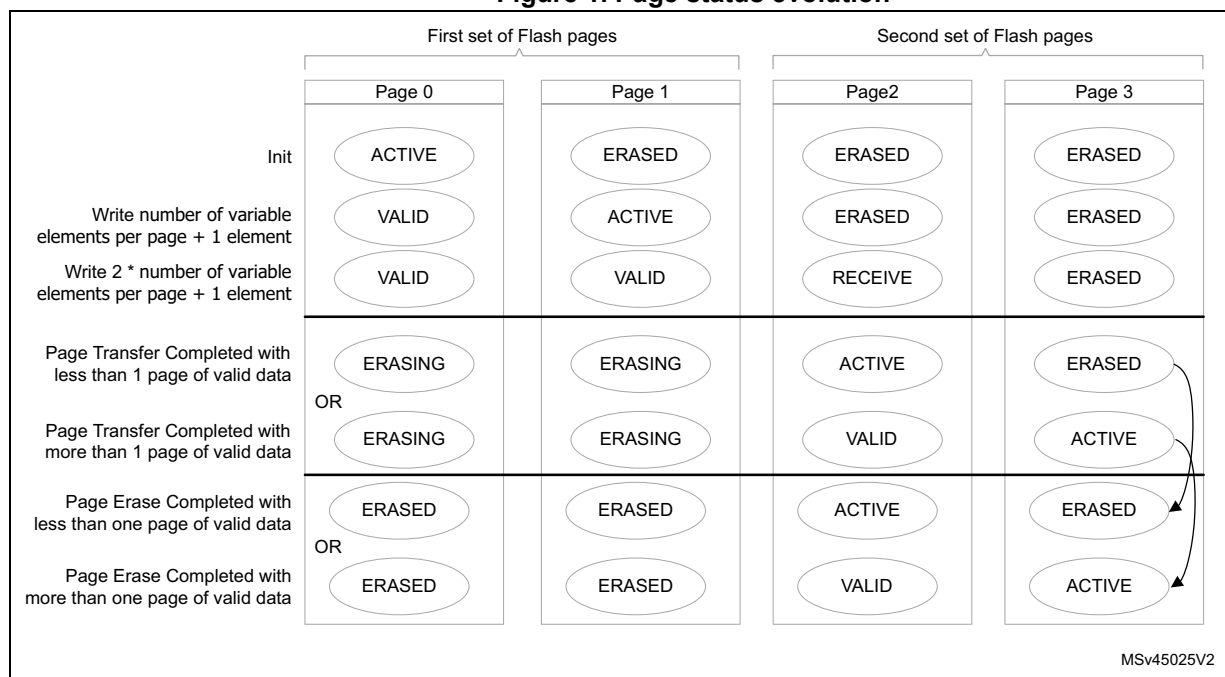 Figure 1. Page status evolution
First set of Flash pages
Second set of Flash pages
Page 0
Page 1
Page2
Page 3
Init
ACTIVE
ERASED
ERASED
ERASED
Write number of variable
elements per page + 1 element
VALID
ACTIVE
ERASED
ERASED
Write 2 * number of variable
elements per page + 1 element
VALID
VALID
RECEIVE
ERASED
Page Transfer Completed with
less than 1 page of valid data
ERASING
ERASING
ACTIVE
ERASED
OR
Page Transfer Completed with
more than 1 page of valid data
ERASING
ERASING
VALID
ACTIVE
Page Erase Completed with
less than one page of valid data
ERASED
ERASED
ACTIVE
ERASED
OR
Page Erase Completed with
more than one page of valid data
ERASED
ERASED
VALID
ACTIVE
MSv45025V2